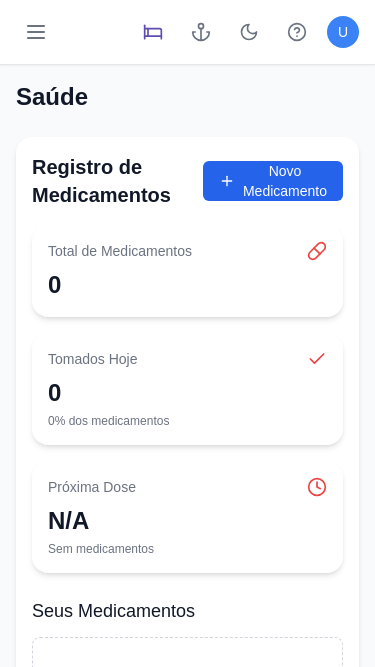 U
Saúde
Registro de
Medicamentos
Novo
Medicamento
Total de Medicamentos
0
Tomados Hoje
0
0% dos medicamentos
Próxima Dose
N/A
Sem medicamentos
Seus Medicamentos